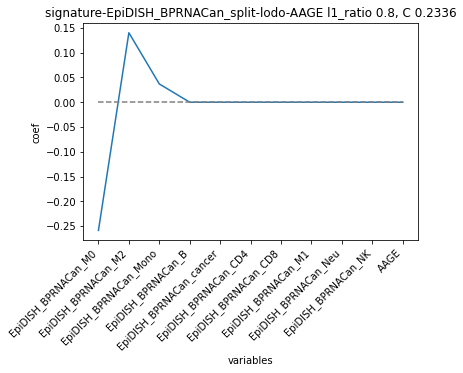 signature-EpiDISH_BPRNACan_split-lodo-AAGE l1_ratio 0.8, C 0.2336
0.15
0.10
0.05
0.00
−0.05
−0.10
−0.15
−0.20
−0.25
coef
EpiDISH_BPRNACan_M0
EpiDISH_BPRNACan_M2
EpiDISH_BPRNACan_Mono
EpiDISH_BPRNACan_B
EpiDISH_BPRNACan_cancer
EpiDISH_BPRNACan_CD4
EpiDISH_BPRNACan_CD8
EpiDISH_BPRNACan_M1
EpiDISH_BPRNACan_Neu
EpiDISH_BPRNACan_NK
AAGE
variables